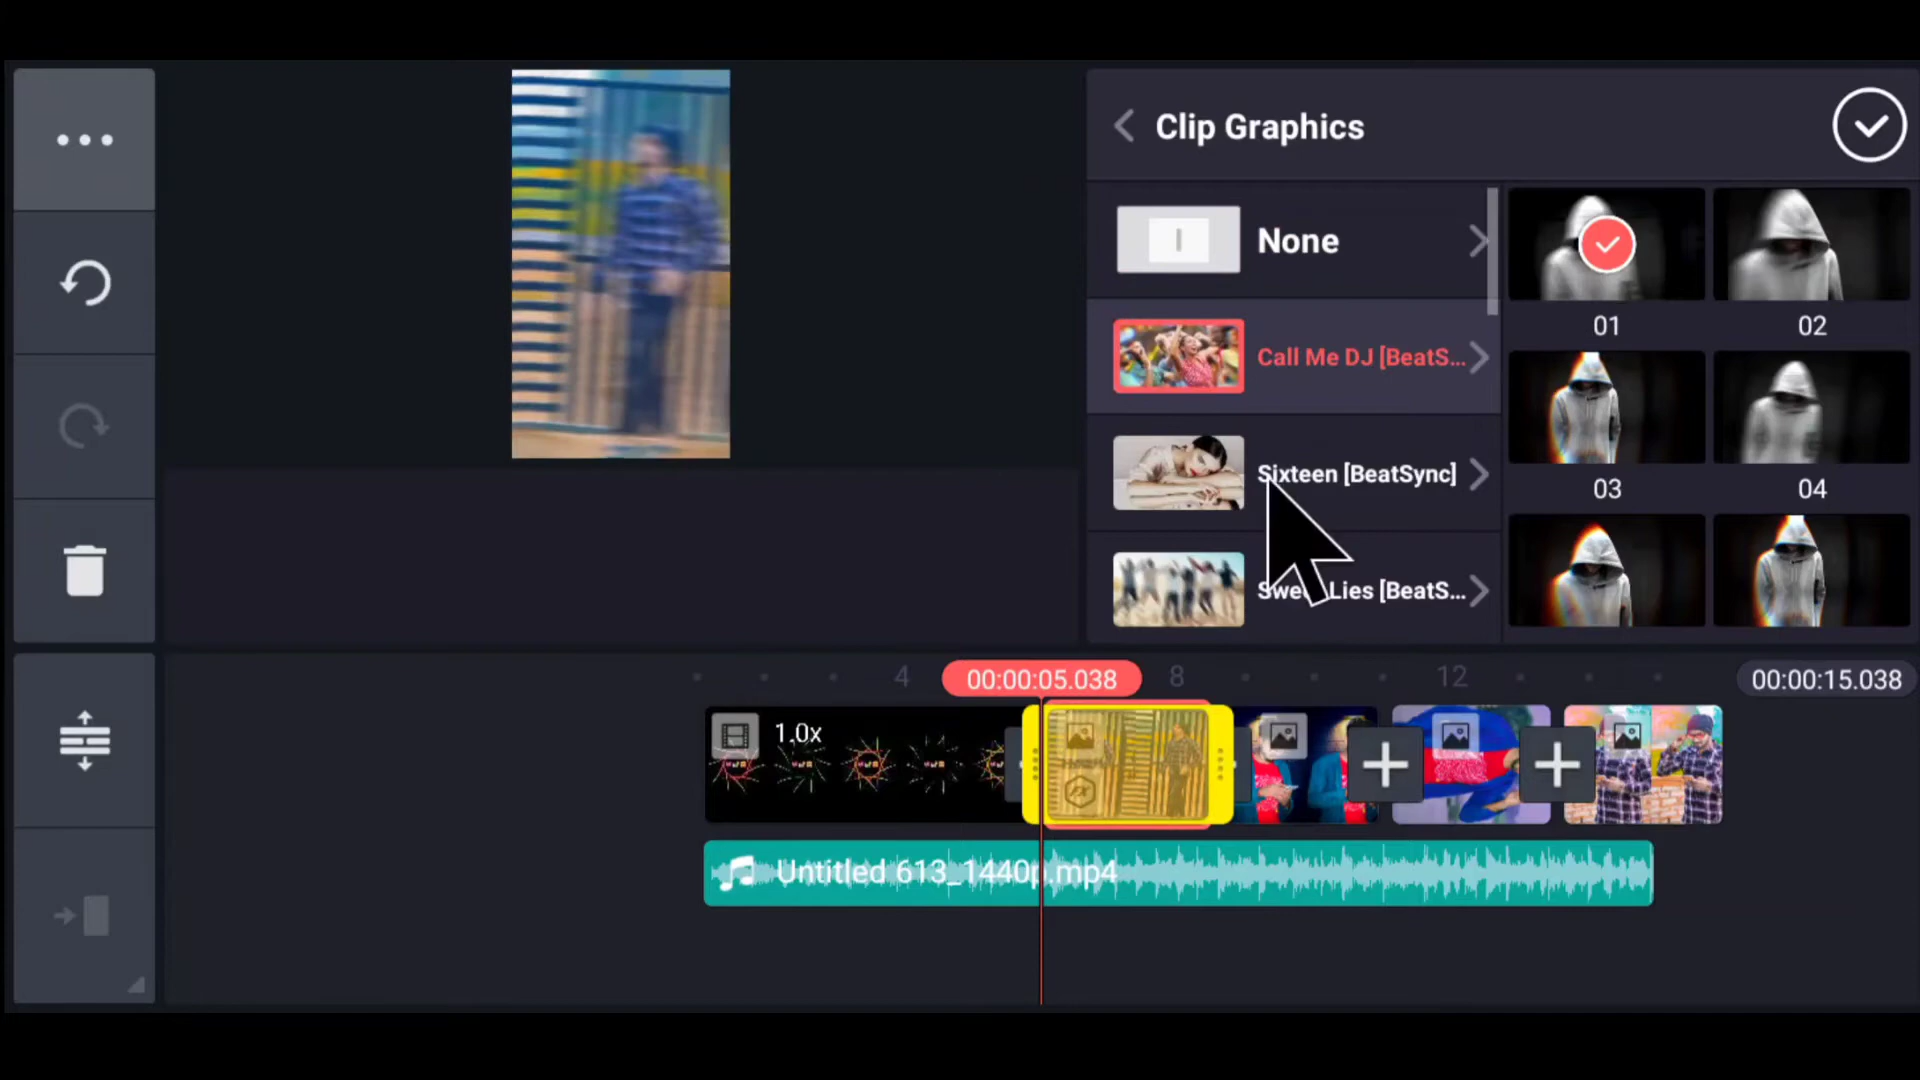 Clip Graphics
None
Call Me DJ [BeatS...
Sixteen [BeatSync]
Lies [BeatS...
01
02
03
04
4
00:00:05.038
8
12
00:00:15.038
1.0x
Untitled 613_1440p.mp4